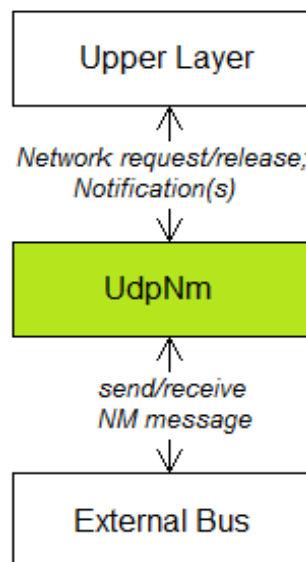 Upper Layer
Network request/release;
Notification(s)
UdpNm
send/receive
NM message
External Bus